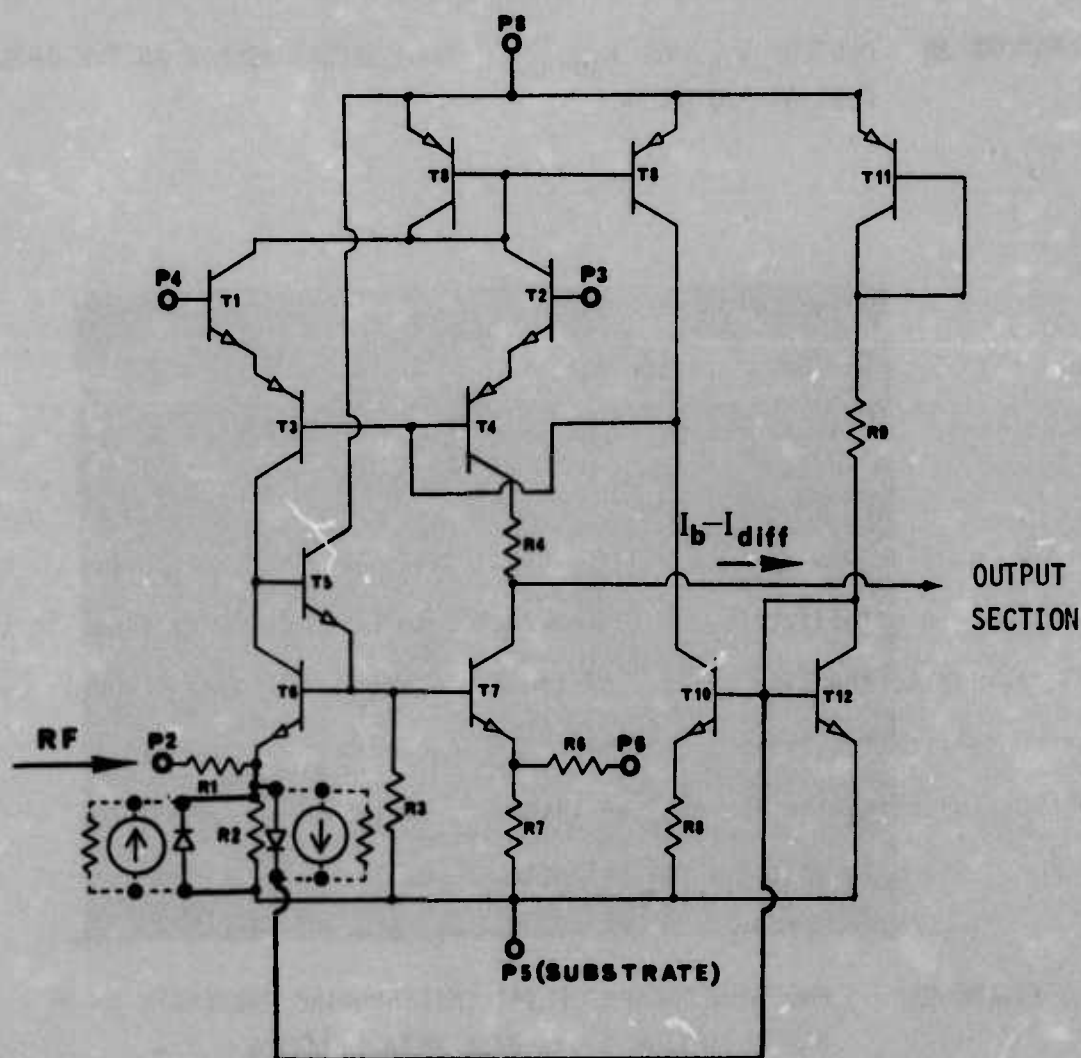 P8
T8
T8
T11
P4
T1
T2
P3
T3
T4
R9
R4
I_b–I_diff
OUTPUT
SECTION
T5
T6
T7
T10
T12
RF
P2
R1
R6
P6
R2
R3
R7
R8
P5(SUBSTRATE)